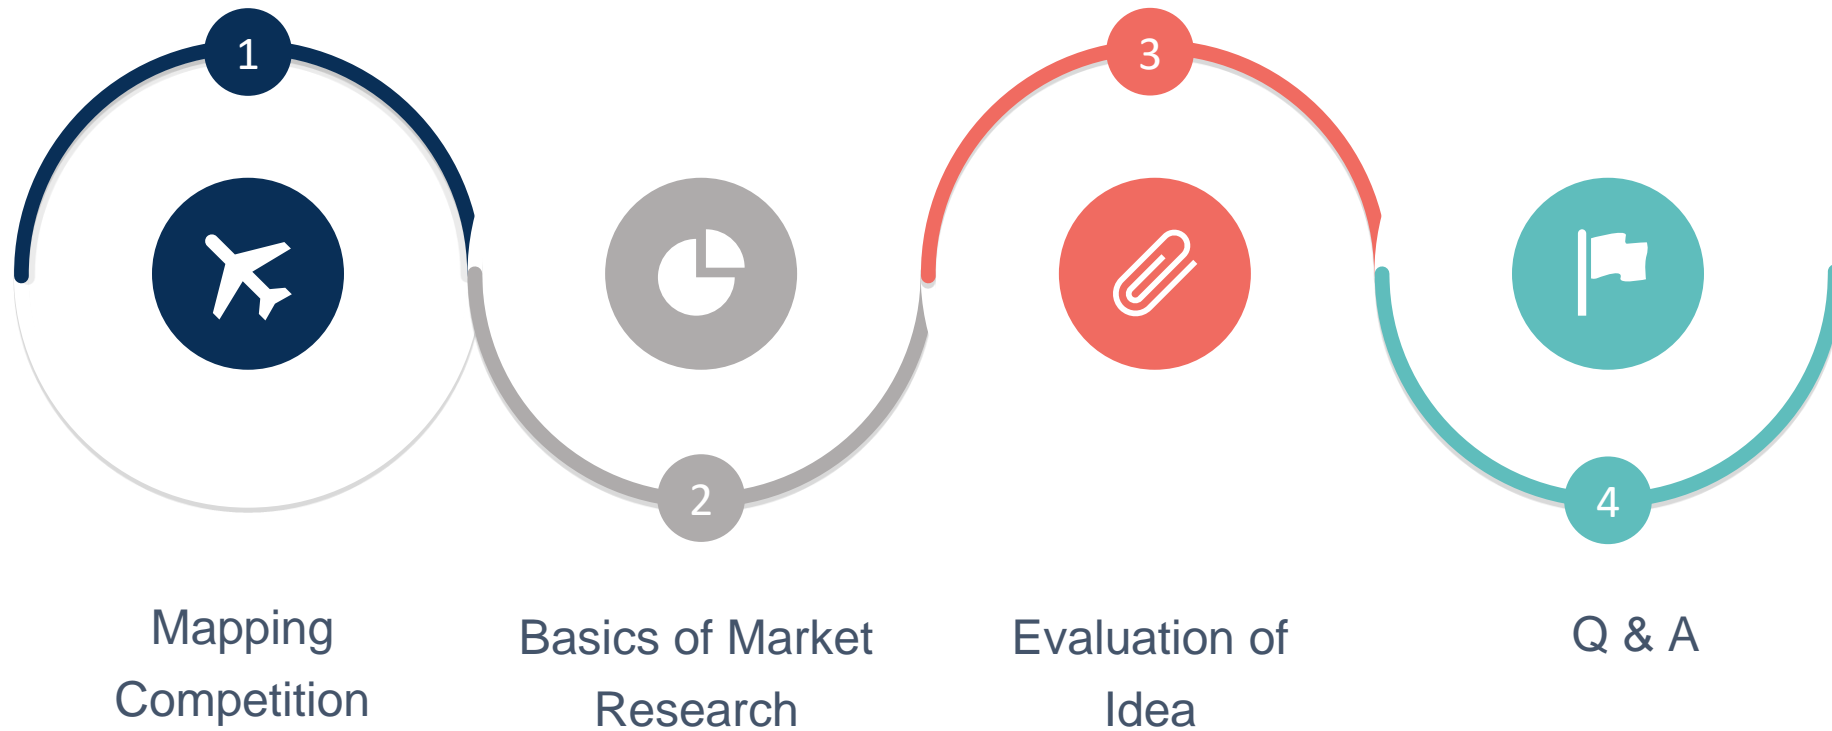 1
Mapping
Competition
2
Basics of Market
Research
3
Evaluation of
Idea
4
Q & A